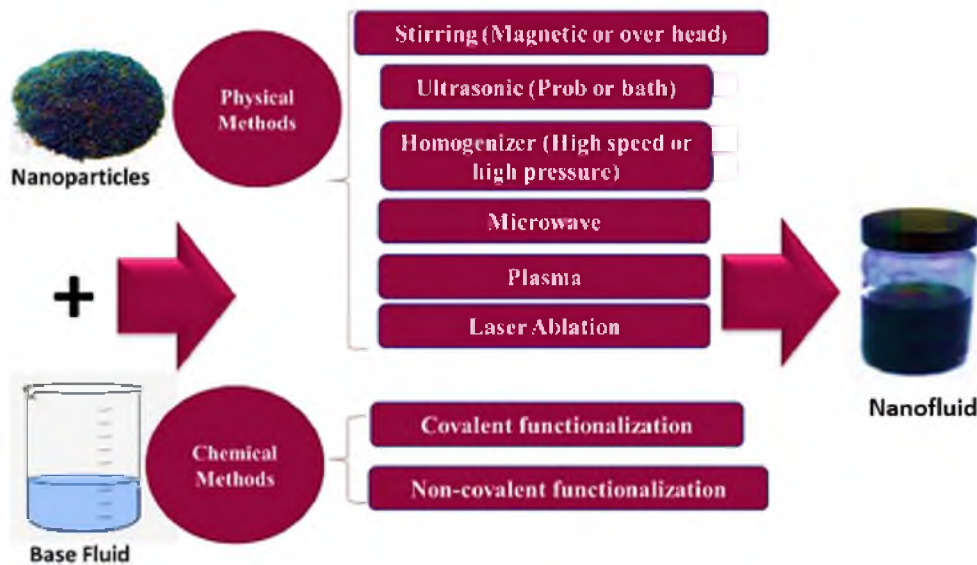 Nanoparticles
+
Base Fluid
Physical
Methods
Stirring (Magnetic or over head)
Ultrasonic (Prob or bath)
Homogenizer (High speed or
high pressure)
Microwave
Plasma
Laser Ablation
Chemical
Methods
Covalent functionalization
Non-covalent functionalization
Nanofluid